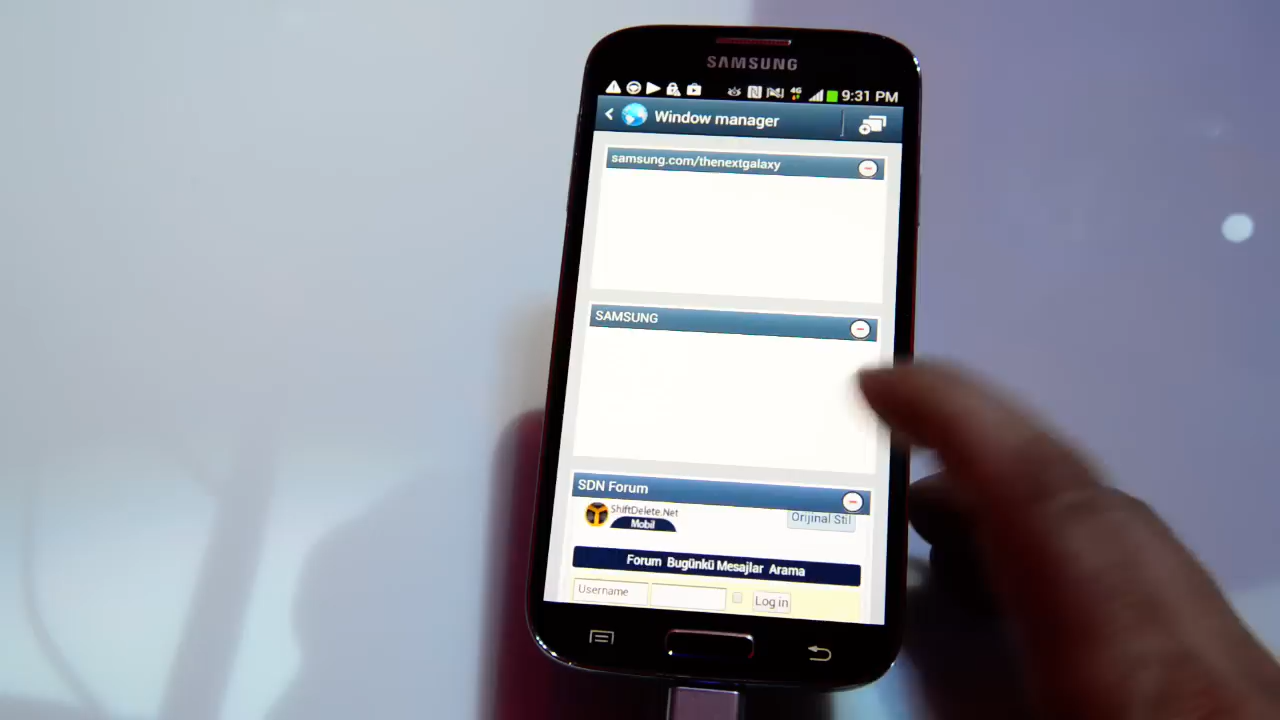 SAMSUNG
4G
9:31 PM
Window manager
samsung.com/thenextgalaxy
SAMSUNG
SDN Forum
ShiftDelete.Net
Mobil
Orijinal Stil
Forum Bugünkü Mesajlar Arama
Username
Log in